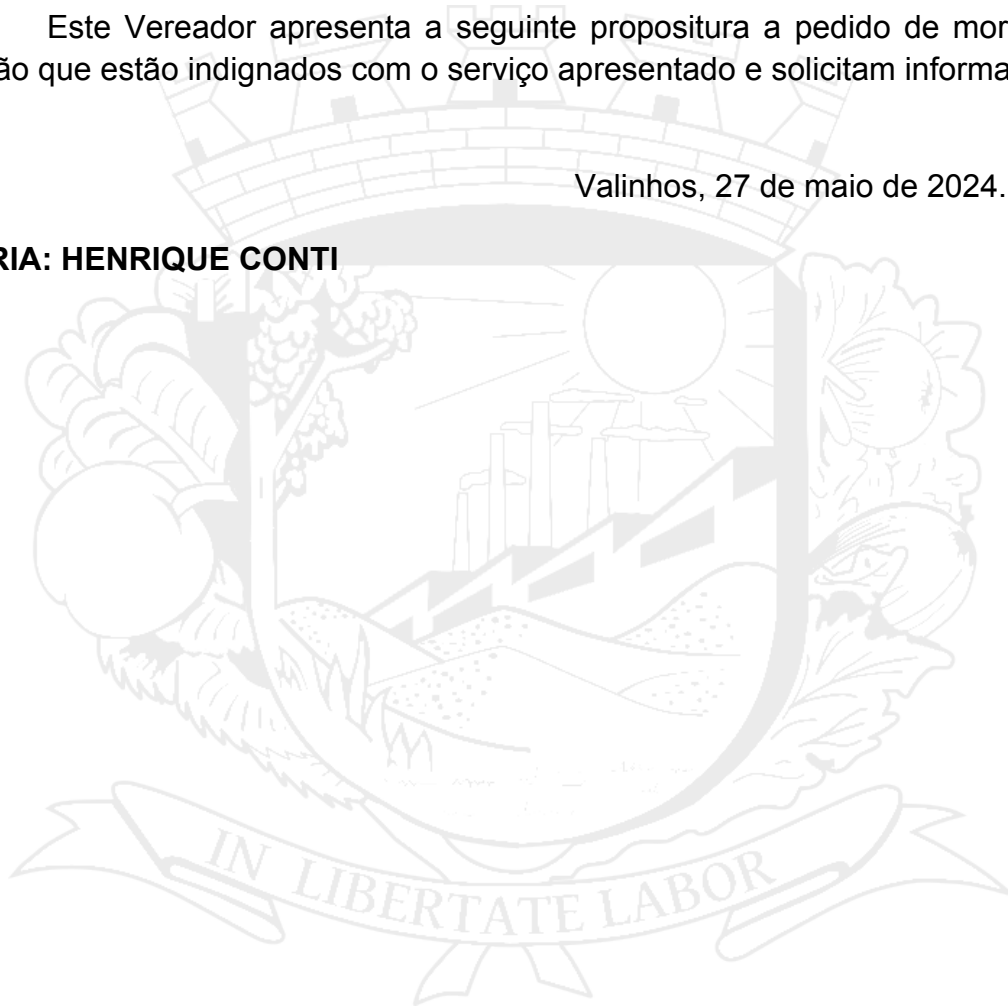 Este Vereador apresenta a seguinte propositura a pedido de mor
ão que estão indignados com o serviço apresentado e solicitam informa
Valinhos, 27 de maio de 2024.
RIA: HENRIQUE CONTI
IN LIBERTATE LABOR